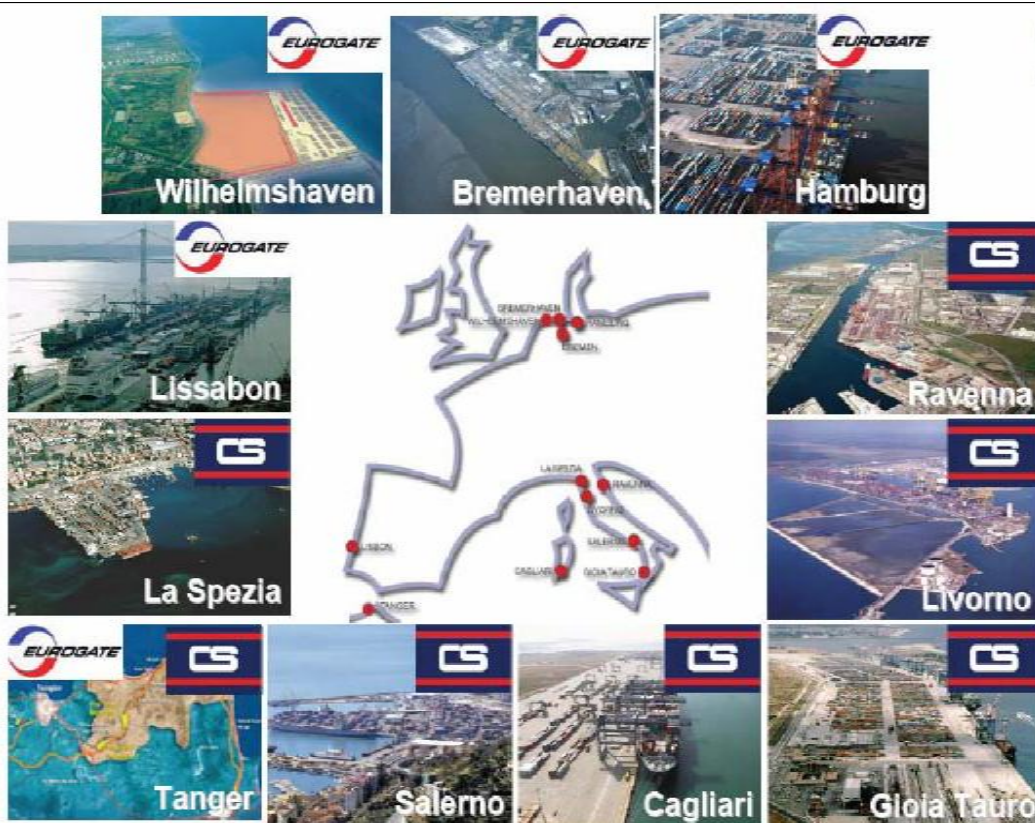 EUROGATE
EUROGATE
EUROGATE
Wilhelmshaven
Bremerhaven
Hamburg
EUROGATE
CS
Lissabon
BREMERHAVEN
WILHELMSHAVEN
HAMBURG
BREMEN
Ravenna
CS
CS
LA SPEZIA
RAVENNA
LIVORNO
LISBON
SALERNO
CAGLIARI
GIOIA TAURO
TANGER
La Spezia
Livorno
EUROGATE
CS
CS
CS
CS
Tanger
Salerno
Cagliari
Gioia Tauro